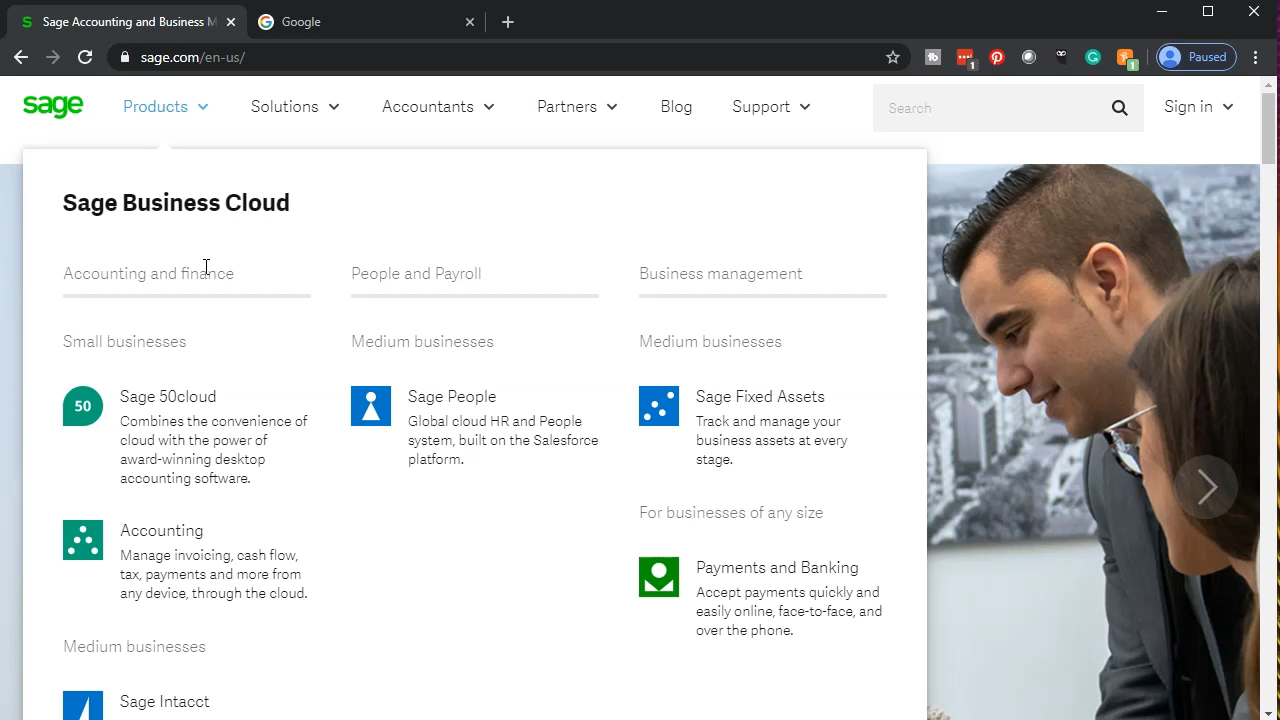 Sage Accounting and Business M
Google
sage.com/en-us/
1
1
Paused
sage
Products
Solutions
Accountants
Partners
Blog
Support
Search
Sign in
Sage Business Cloud
Accounting and finance
Small businesses
50
Sage 50cloud
Combines the convenience of
cloud with the power of
award-winning desktop
accounting software.
Accounting
Manage invoicing, cash flow,
tax, payments and more from
any device, through the cloud.
Medium businesses
Sage Intacct
People and Payroll
Medium businesses
Sage People
Global cloud HR and People
system, built on the Salesforce
platform.
Business management
Medium businesses
Sage Fixed Assets
Track and manage your
business assets at every
stage.
For businesses of any size
Payments and Banking
Accept payments quickly and
easily online, face-to-face, and
over the phone.